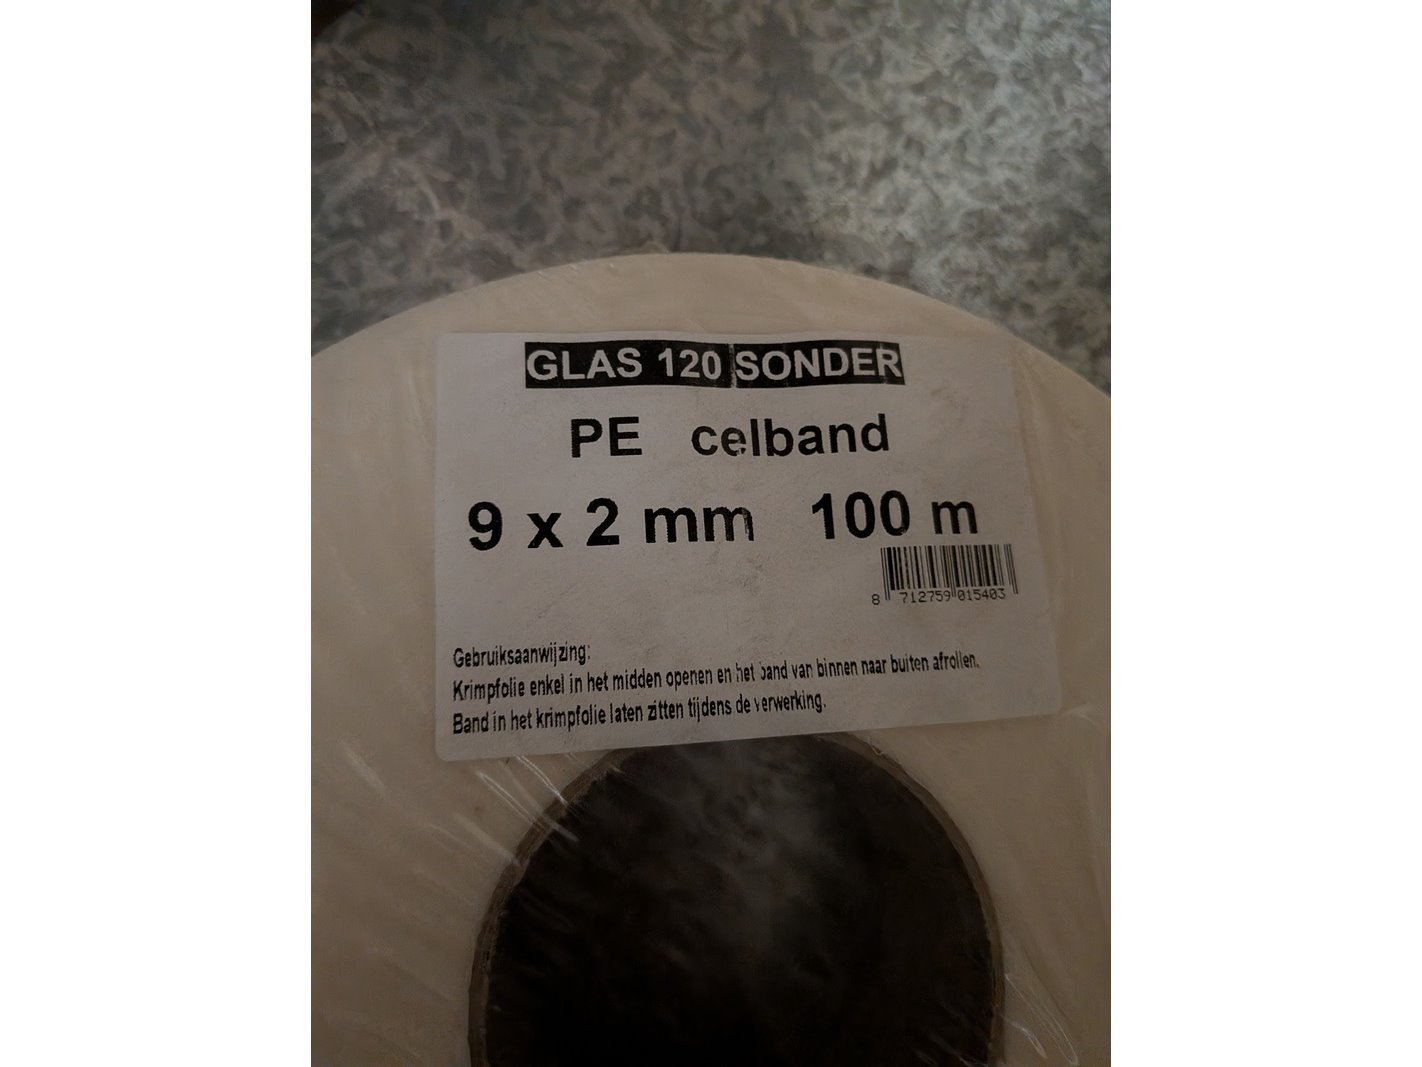 GLAS 120 SONDER
PE celband
9 x 2 mm 100 m
8 712759 015403
Gebruiksaanwijzing:
Krimpfolie enkel in het midden openen en het band van binnen naar buiten afrollen.
Band in het krimpfolie laten zitten tijdens de verwerking.